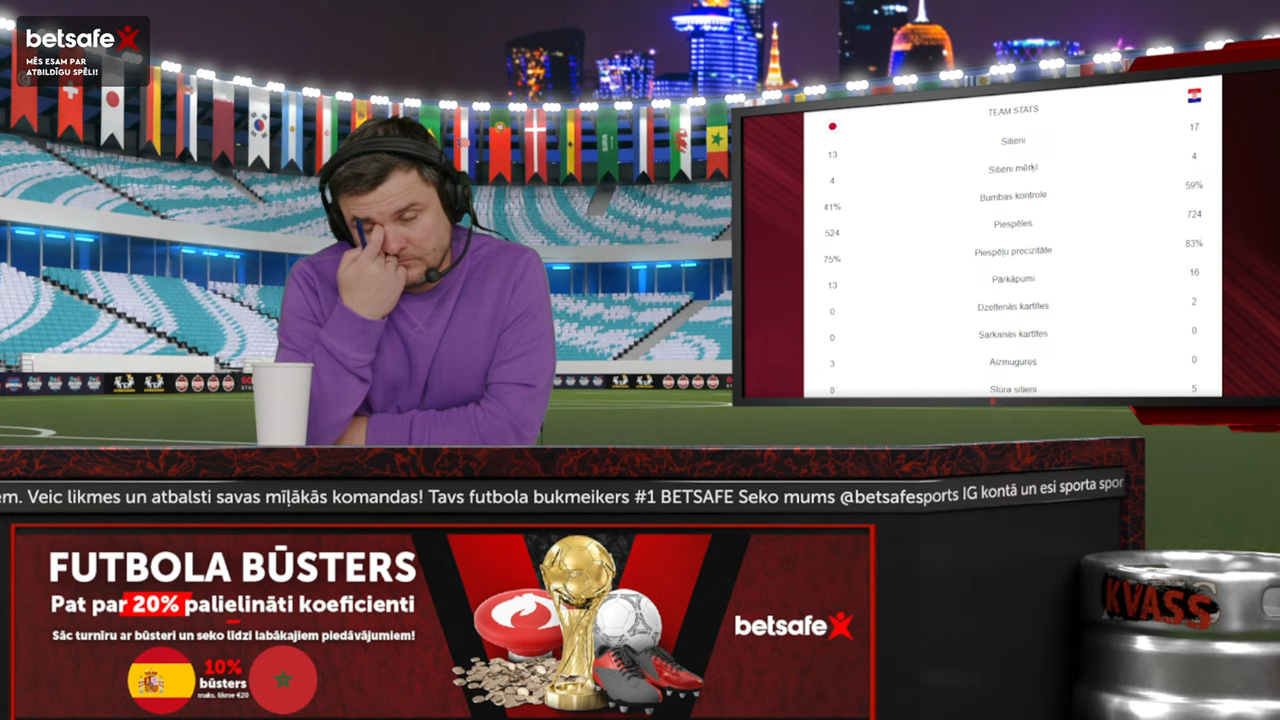 betsafe
MĒS ESAM PAR
ATBILDĪGU SPĒLI!
TEAM STATS
13 Sitieni 17
4 Sitieni mērķī 4
41% Bumbas kontrole 59%
524 Piespēles 724
75% Piespēļu precizitāte 83%
13 Pārkāpumi 16
0 Dzeltenās kartītes 2
0 Sarkanās kartītes 0
3 Aizmugures 0
6 Stūra sitieni 5
em. Veic likmes un atbalsti savas mīļākās komandas! Tavs futbola bukmeikers #1 BETSAFE Seko mums @betsafesports IG kontā un esi sporta spor
FUTBOLA BŪSTERS
Pat par 20% palielināti koeficienti
Sāc turnīru ar būsteri un seko līdzi labākajiem piedāvājumiem!
10%
būsters
maks. likme €20
betsafe
KVASS